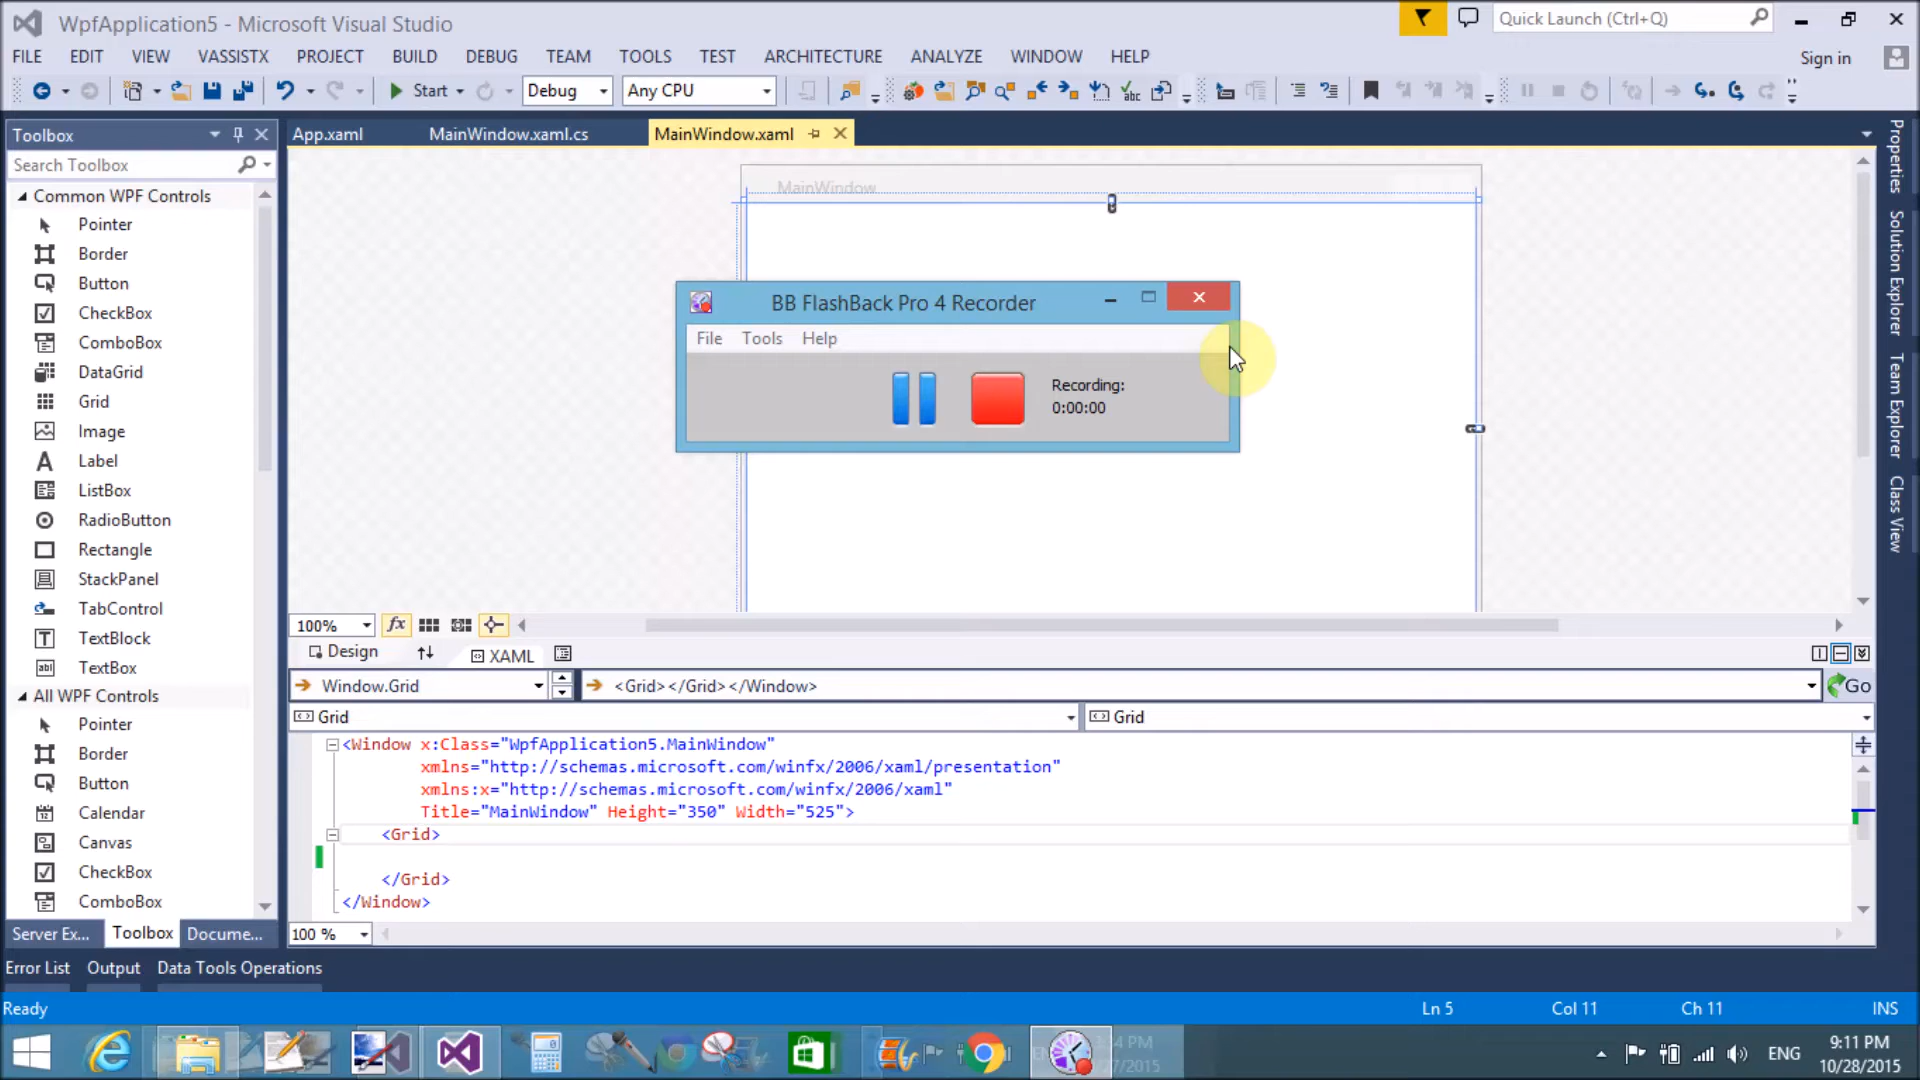 WpfApplication5 - Microsoft Visual Studio
Quick Launch (Ctrl+Q)
FILE EDIT VIEW VASSISTX PROJECT BUILD DEBUG TEAM TOOLS TEST ARCHITECTURE ANALYZE WINDOW HELP
Sign in
Start
Debug
Any CPU
Toolbox
App.xaml
MainWindow.xaml.cs
MainWindow.xaml
Search Toolbox
Common WPF Controls
Pointer
Border
Button
CheckBox
ComboBox
DataGrid
Grid
Image
Label
ListBox
RadioButton
Rectangle
StackPanel
TabControl
TextBlock
TextBox
All WPF Controls
Pointer
Border
Button
Calendar
Canvas
CheckBox
ComboBox
Server Ex...
Toolbox
Docume...
MainWindow
BB FlashBack Pro 4 Recorder
File Tools Help
Recording:
0:00:00
100%
fx
Design
XAML
Window.Grid
<Grid></Grid></Window>
Go
Grid
Grid
<Window x:Class="WpfApplication5.MainWindow"
xmlns="http://schemas.microsoft.com/winfx/2006/xaml/presentation"
xmlns:x="http://schemas.microsoft.com/winfx/2006/xaml"
Title="MainWindow" Height="350" Width="525">
<Grid>
</Grid>
</Window>
100 %
Properties
Solution Explorer
Team Explorer
Class View
Error List Output Data Tools Operations
Ready
Ln 5
Col 11
Ch 11
INS
ENG
9:11 PM
10/28/2015